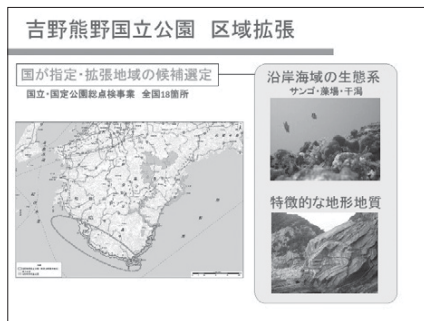 吉野熊野国立公園 区域拡張
国が指定・拡張地域の候補選定
国立・国定公園総点検事業 全国18箇所
沿岸海域の生態系
サンゴ・藻場・干潟
特徴的な地形地質